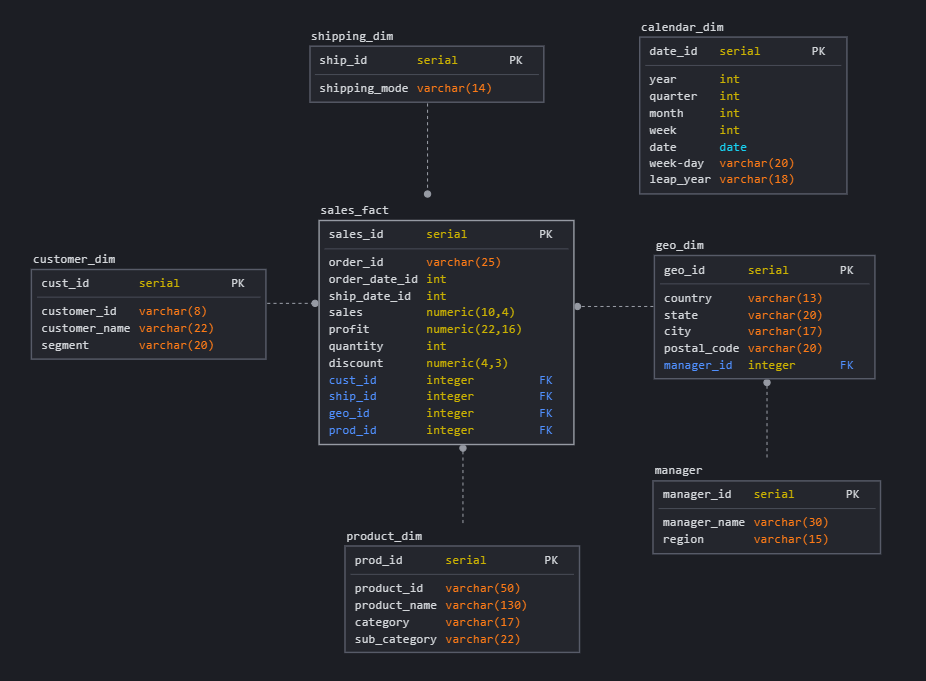 shipping_dim
ship_id serial PK
shipping_mode varchar(14)
calendar_dim
date_id serial PK
year int
quarter int
month int
week int
date date
week-day varchar(20)
leap_year varchar(18)
sales_fact
sales_id serial PK
order_id varchar(25)
order_date_id int
ship_date_id int
sales numeric(10,4)
profit numeric(22,16)
quantity int
discount numeric(4,3)
cust_id integer FK
ship_id integer FK
geo_id integer FK
prod_id integer FK
customer_dim
cust_id serial PK
customer_id varchar(8)
customer_name varchar(22)
segment varchar(20)
geo_dim
geo_id serial PK
country varchar(13)
state varchar(20)
city varchar(17)
postal_code varchar(20)
manager_id integer FK
manager
manager_id serial PK
manager_name varchar(30)
region varchar(15)
product_dim
prod_id serial PK
product_id varchar(50)
product_name varchar(130)
category varchar(17)
sub_category varchar(22)